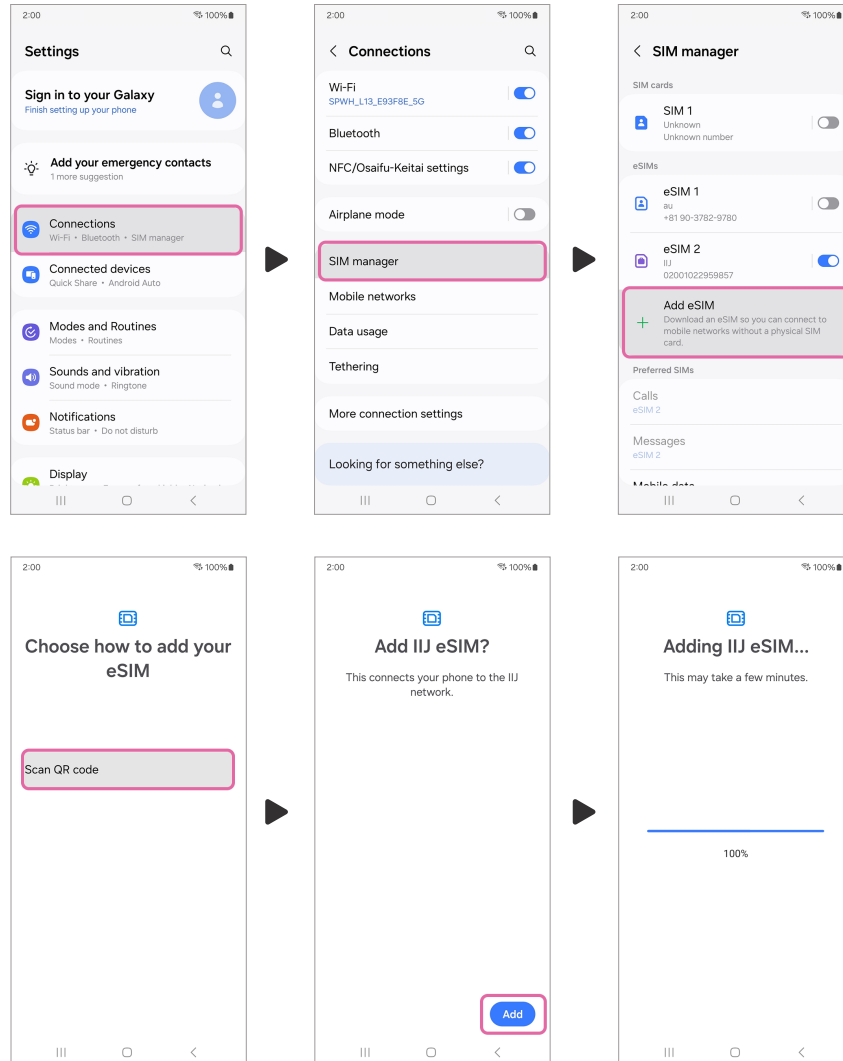 2:00 100%
Settings
Sign in to your Galaxy
Finish setting up your phone
Add your emergency contacts
1 more suggestion
Connections
Wi-Fi • Bluetooth • SIM manager
Connected devices
Quick Share • Android Auto
Modes and Routines
Modes • Routines
Sounds and vibration
Sound mode • Ringtone
Notifications
Status bar • Do not disturb
Display
2:00 100%
Connections
Wi-Fi
SPWH_L13_E93F8E_5G
Bluetooth
NFC/Osaifu-Keitai settings
Airplane mode
SIM manager
Mobile networks
Data usage
Tethering
More connection settings
Looking for something else?
2:00 100%
SIM manager
SIM cards
SIM 1
Unknown
Unknown number
eSIMs
eSIM 1
au
+81 90-3782-9780
eSIM 2
IIJ
02001022959857
Add eSIM
Download an eSIM so you can connect to
mobile networks without a physical SIM
card.
Preferred SIMs
Calls
eSIM 2
Messages
eSIM 2
Mobile data
2:00 100%
Choose how to add your
eSIM
Scan QR code
2:00 100%
Add IIJ eSIM?
This connects your phone to the IIJ
network.
Add
2:00 100%
Adding IIJ eSIM...
This may take a few minutes.
100%